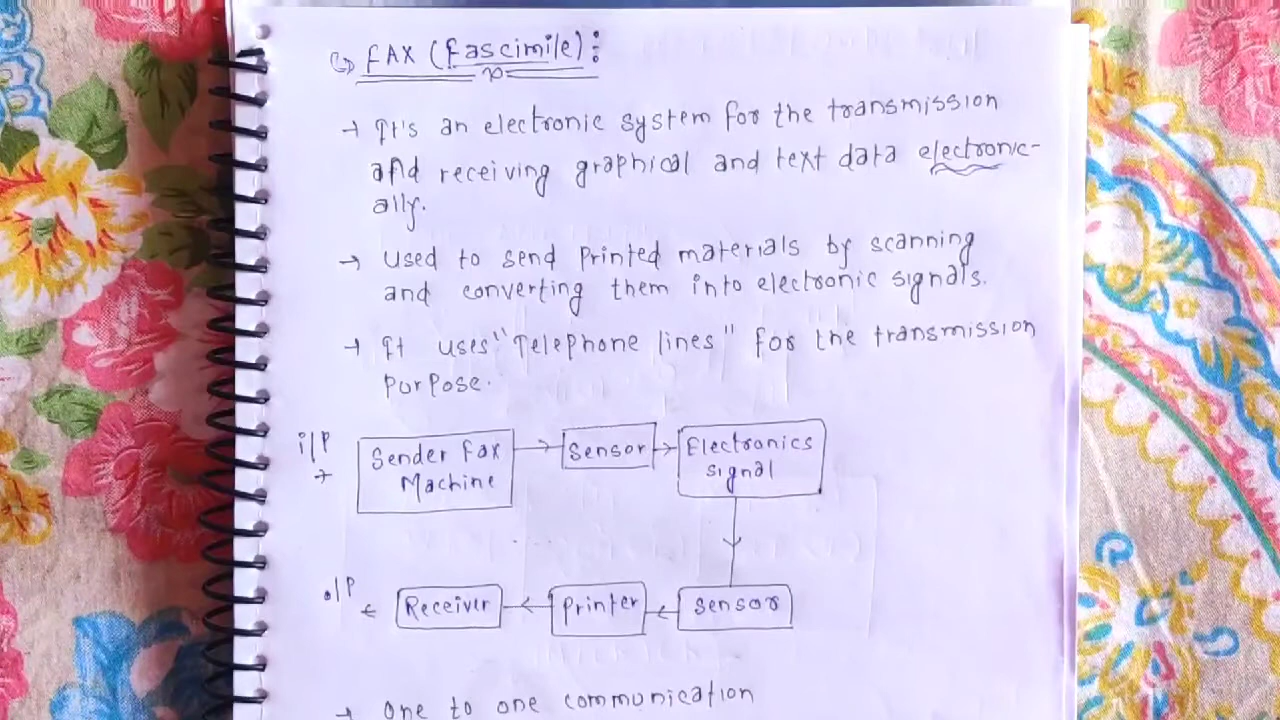 FAX (Fascimile):
→ It's an electronic system for the transmission
and receiving graphical and text data electronic-
ally.
→ Used to send printed materials by scanning
and converting them into electronic signals.
→ It uses "Telephone lines" for the transmission
purpose.
i/p →
Sender Fax
Machine
→ Sensor → Electronics
signal
o/p ← Receiver ← Printer ← Sensor
→ One to one communication